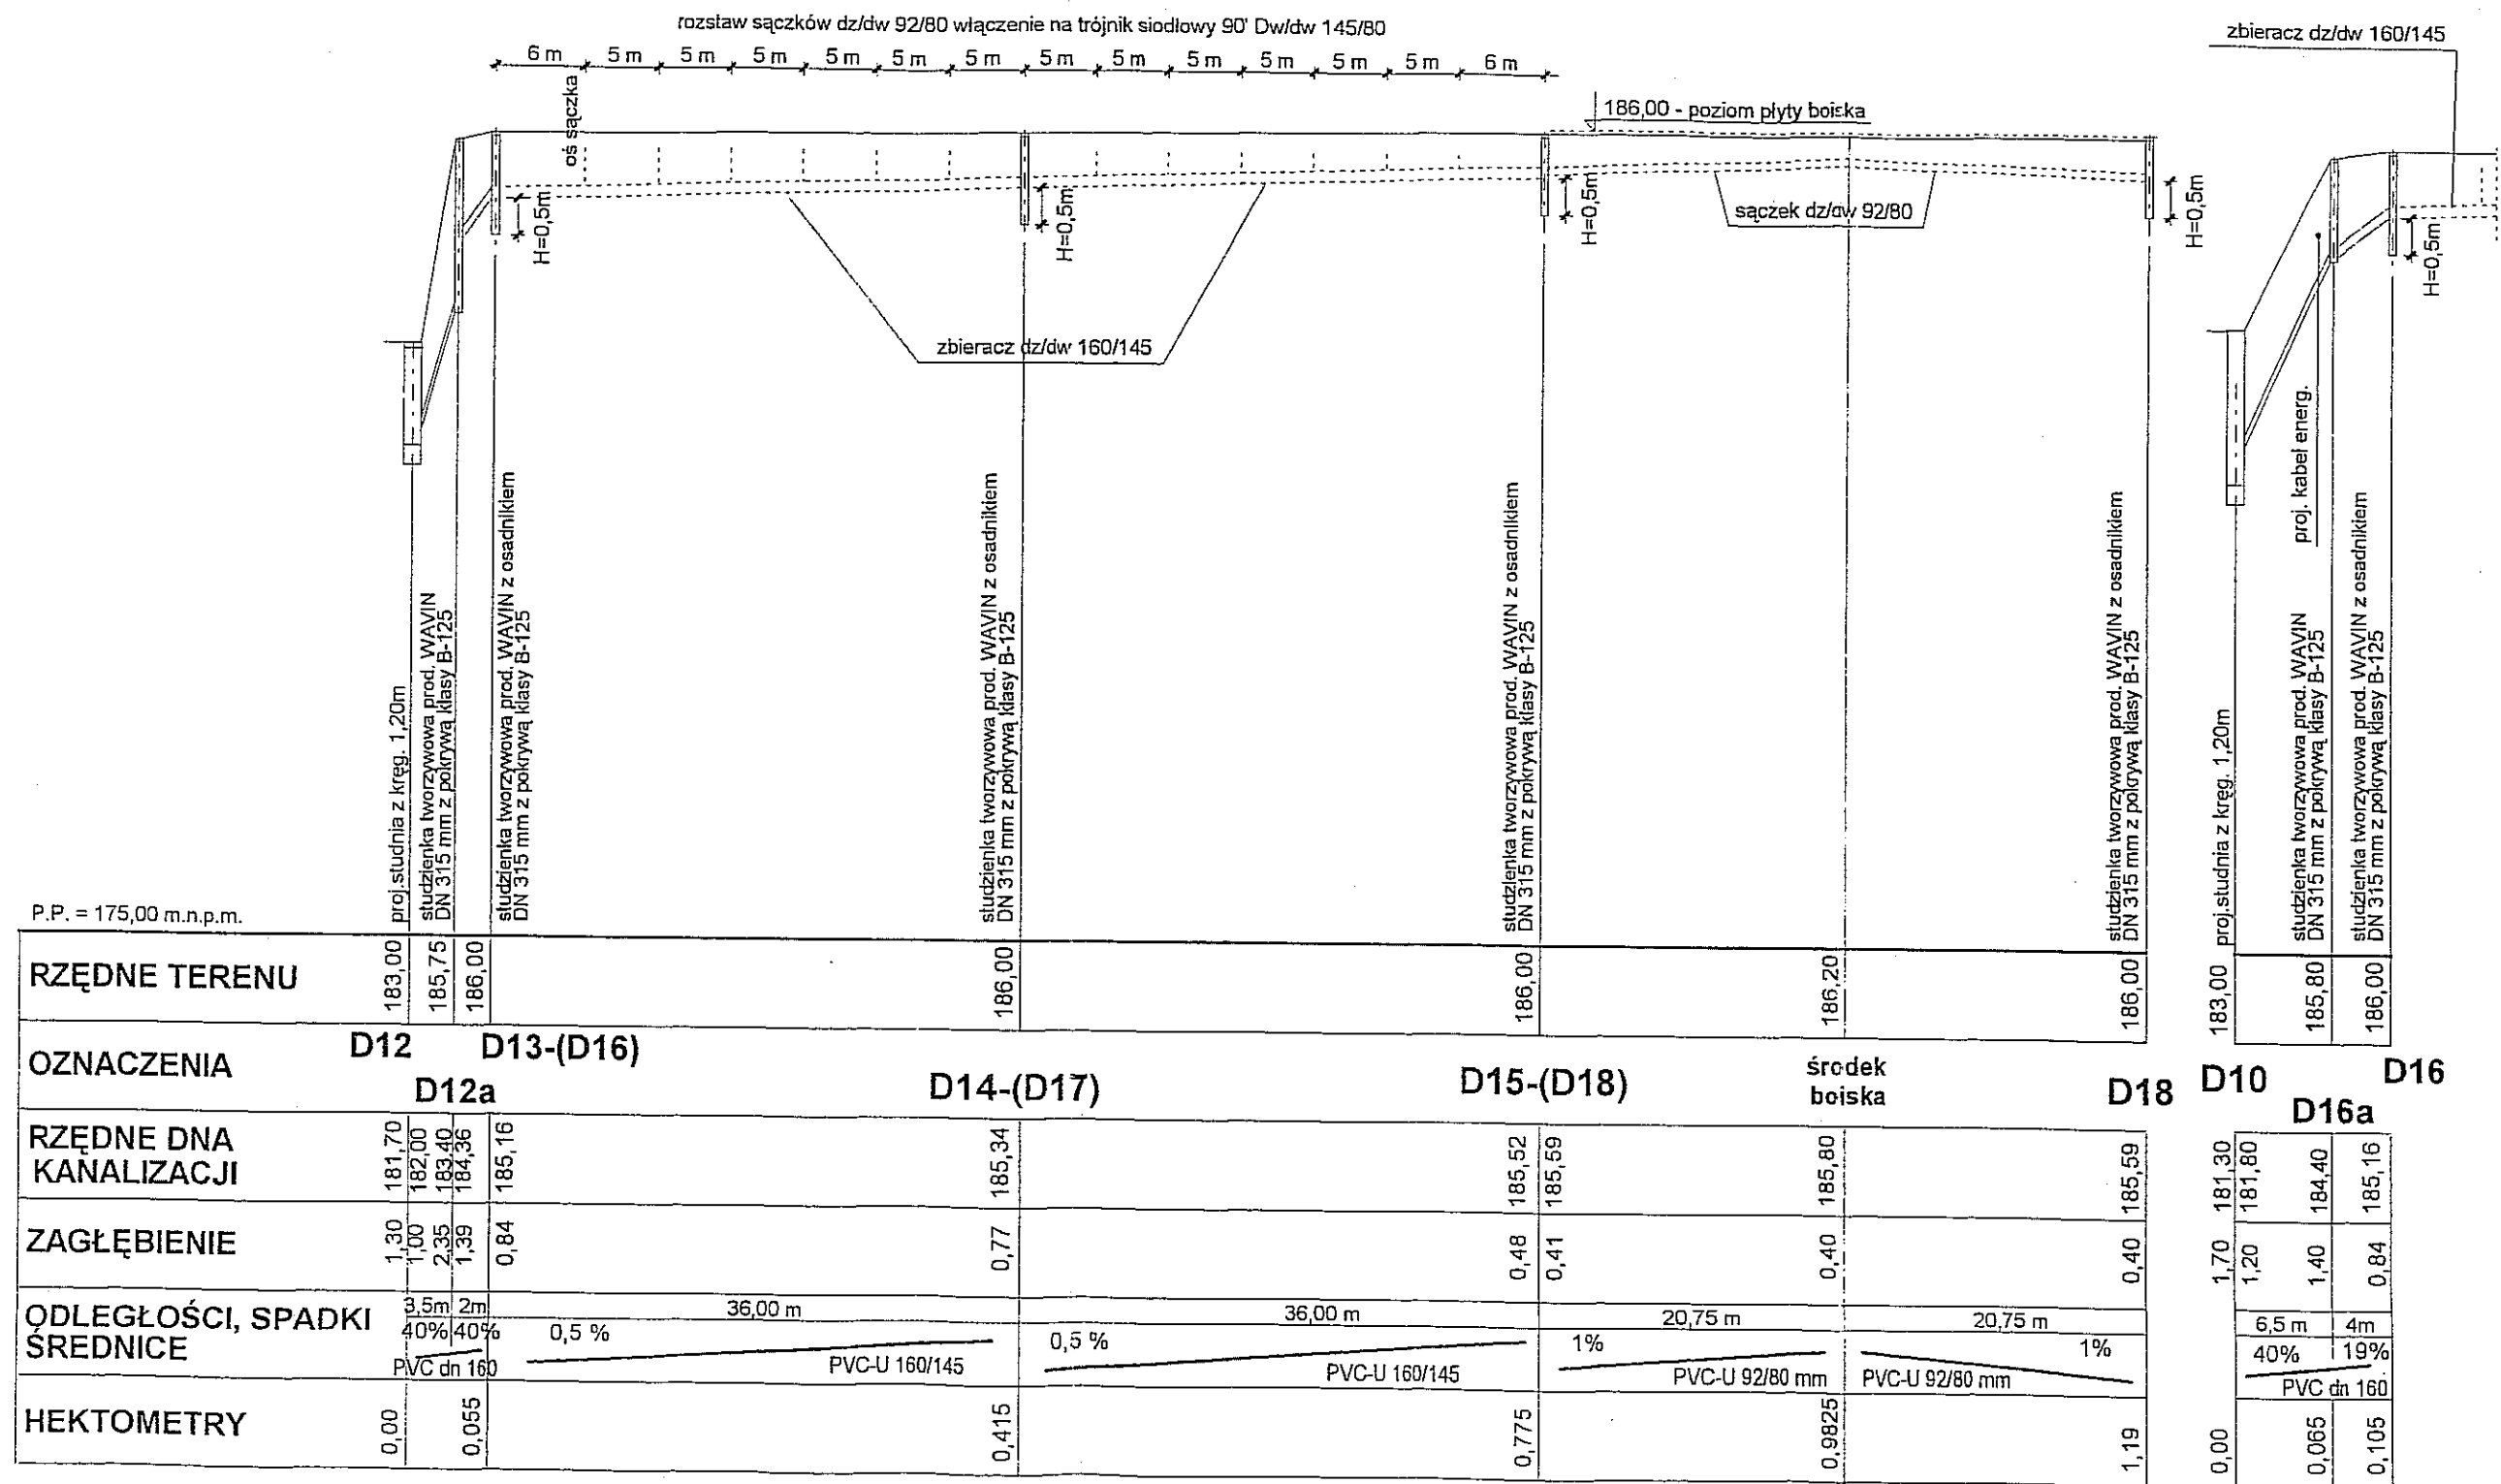 rozstaw sączków dz/dw 92/80 włączenie na trójnik siodłowy 90' Dw/dw 145/80
6 m 5 m 5 m 5 m 5 m 5 m 5 m 5 m 5 m 5 m 5 m 5 m 5 m 6 m
zbieracz dz/dw 160/145
oś sączka
186,00 - poziom płyty boiska
H=0,5m
H=0,5m
H=0,5m
H=0,5m
H=0,5m
sączek dz/dw 92/80
zbieracz dz/dw 160/145
proj. kabel energ.
proj.studnia z kręg. 1,20m
studzienka tworzywowa prod. WAVIN
DN 315 mm z pokrywą klasy B-125
studzienka tworzywowa prod. WAVIN z osadnikiem
DN 315 mm z pokrywą klasy B-125
studzienka tworzywowa prod. WAVIN z osadnikiem
DN 315 mm z pokrywą klasy B-125
studzienka tworzywowa prod. WAVIN z osadnikiem
DN 315 mm z pokrywą klasy B-125
studzienka tworzywowa prod. WAVIN z osadnikiem
DN 315 mm z pokrywą klasy B-125
proj.studnia z kręg. 1,20m
studzienka tworzywowa prod. WAVIN
DN 315 mm z pokrywą klasy B-125
studzienka tworzywowa prod. WAVIN z osadnikiem
DN 315 mm z pokrywą klasy B-125
P.P. = 175,00 m.n.p.m.
RZĘDNE TERENU
183,00 185,75 186,00 186,00 186,00 186,20 186,00 183,00 185,80 186,00
OZNACZENIA
D12 D12a D13-(D16) D14-(D17) D15-(D18)
środek
boiska
D18 D10 D16a D16
RZĘDNE DNA
KANALIZACJI
181,70 182,00 183,40 184,36 185,16 185,34 185,52 185,59 185,80 185,59 181,30 181,80 184,40 185,16
ZAGŁĘBIENIE
1,30 1,00 2,35 1,39 0,84 0,77 0,48 0,41 0,40 0,40 1,70 1,20 1,40 0,84
ODLEGŁOŚCI, SPADKI
ŚREDNICE
3,5m 2m 36,00 m 36,00 m 20,75 m 20,75 m 6,5 m 4m
40% 40% 0,5 % 0,5 % 1% 1% 40% 19%
PVC dn 160 PVC-U 160/145 PVC-U 160/145 PVC-U 92/80 mm PVC-U 92/80 mm PVC dn 160
HEKTOMETRY
0,00 0,055 0,415 0,775 0,9825 1,19 0,00 0,065 0,105